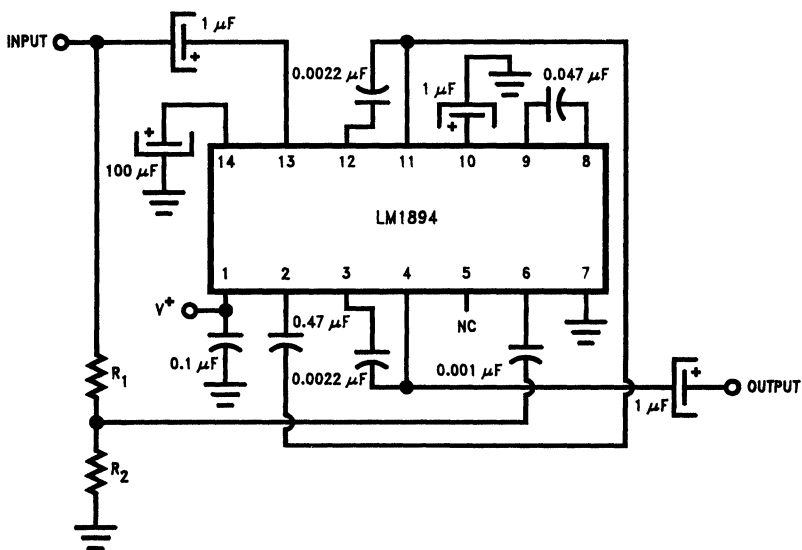 1 μF
INPUT
0.0022 μF
1 μF
0.047 μF
+
+
+
100 μF
14 13 12 11 10 9 8
LM1894
1 2 3 4 5 6 7
V+
NC
0.47 μF
0.1 μF
0.0022 μF
0.001 μF
R1
+
OUTPUT
1 μF
R2